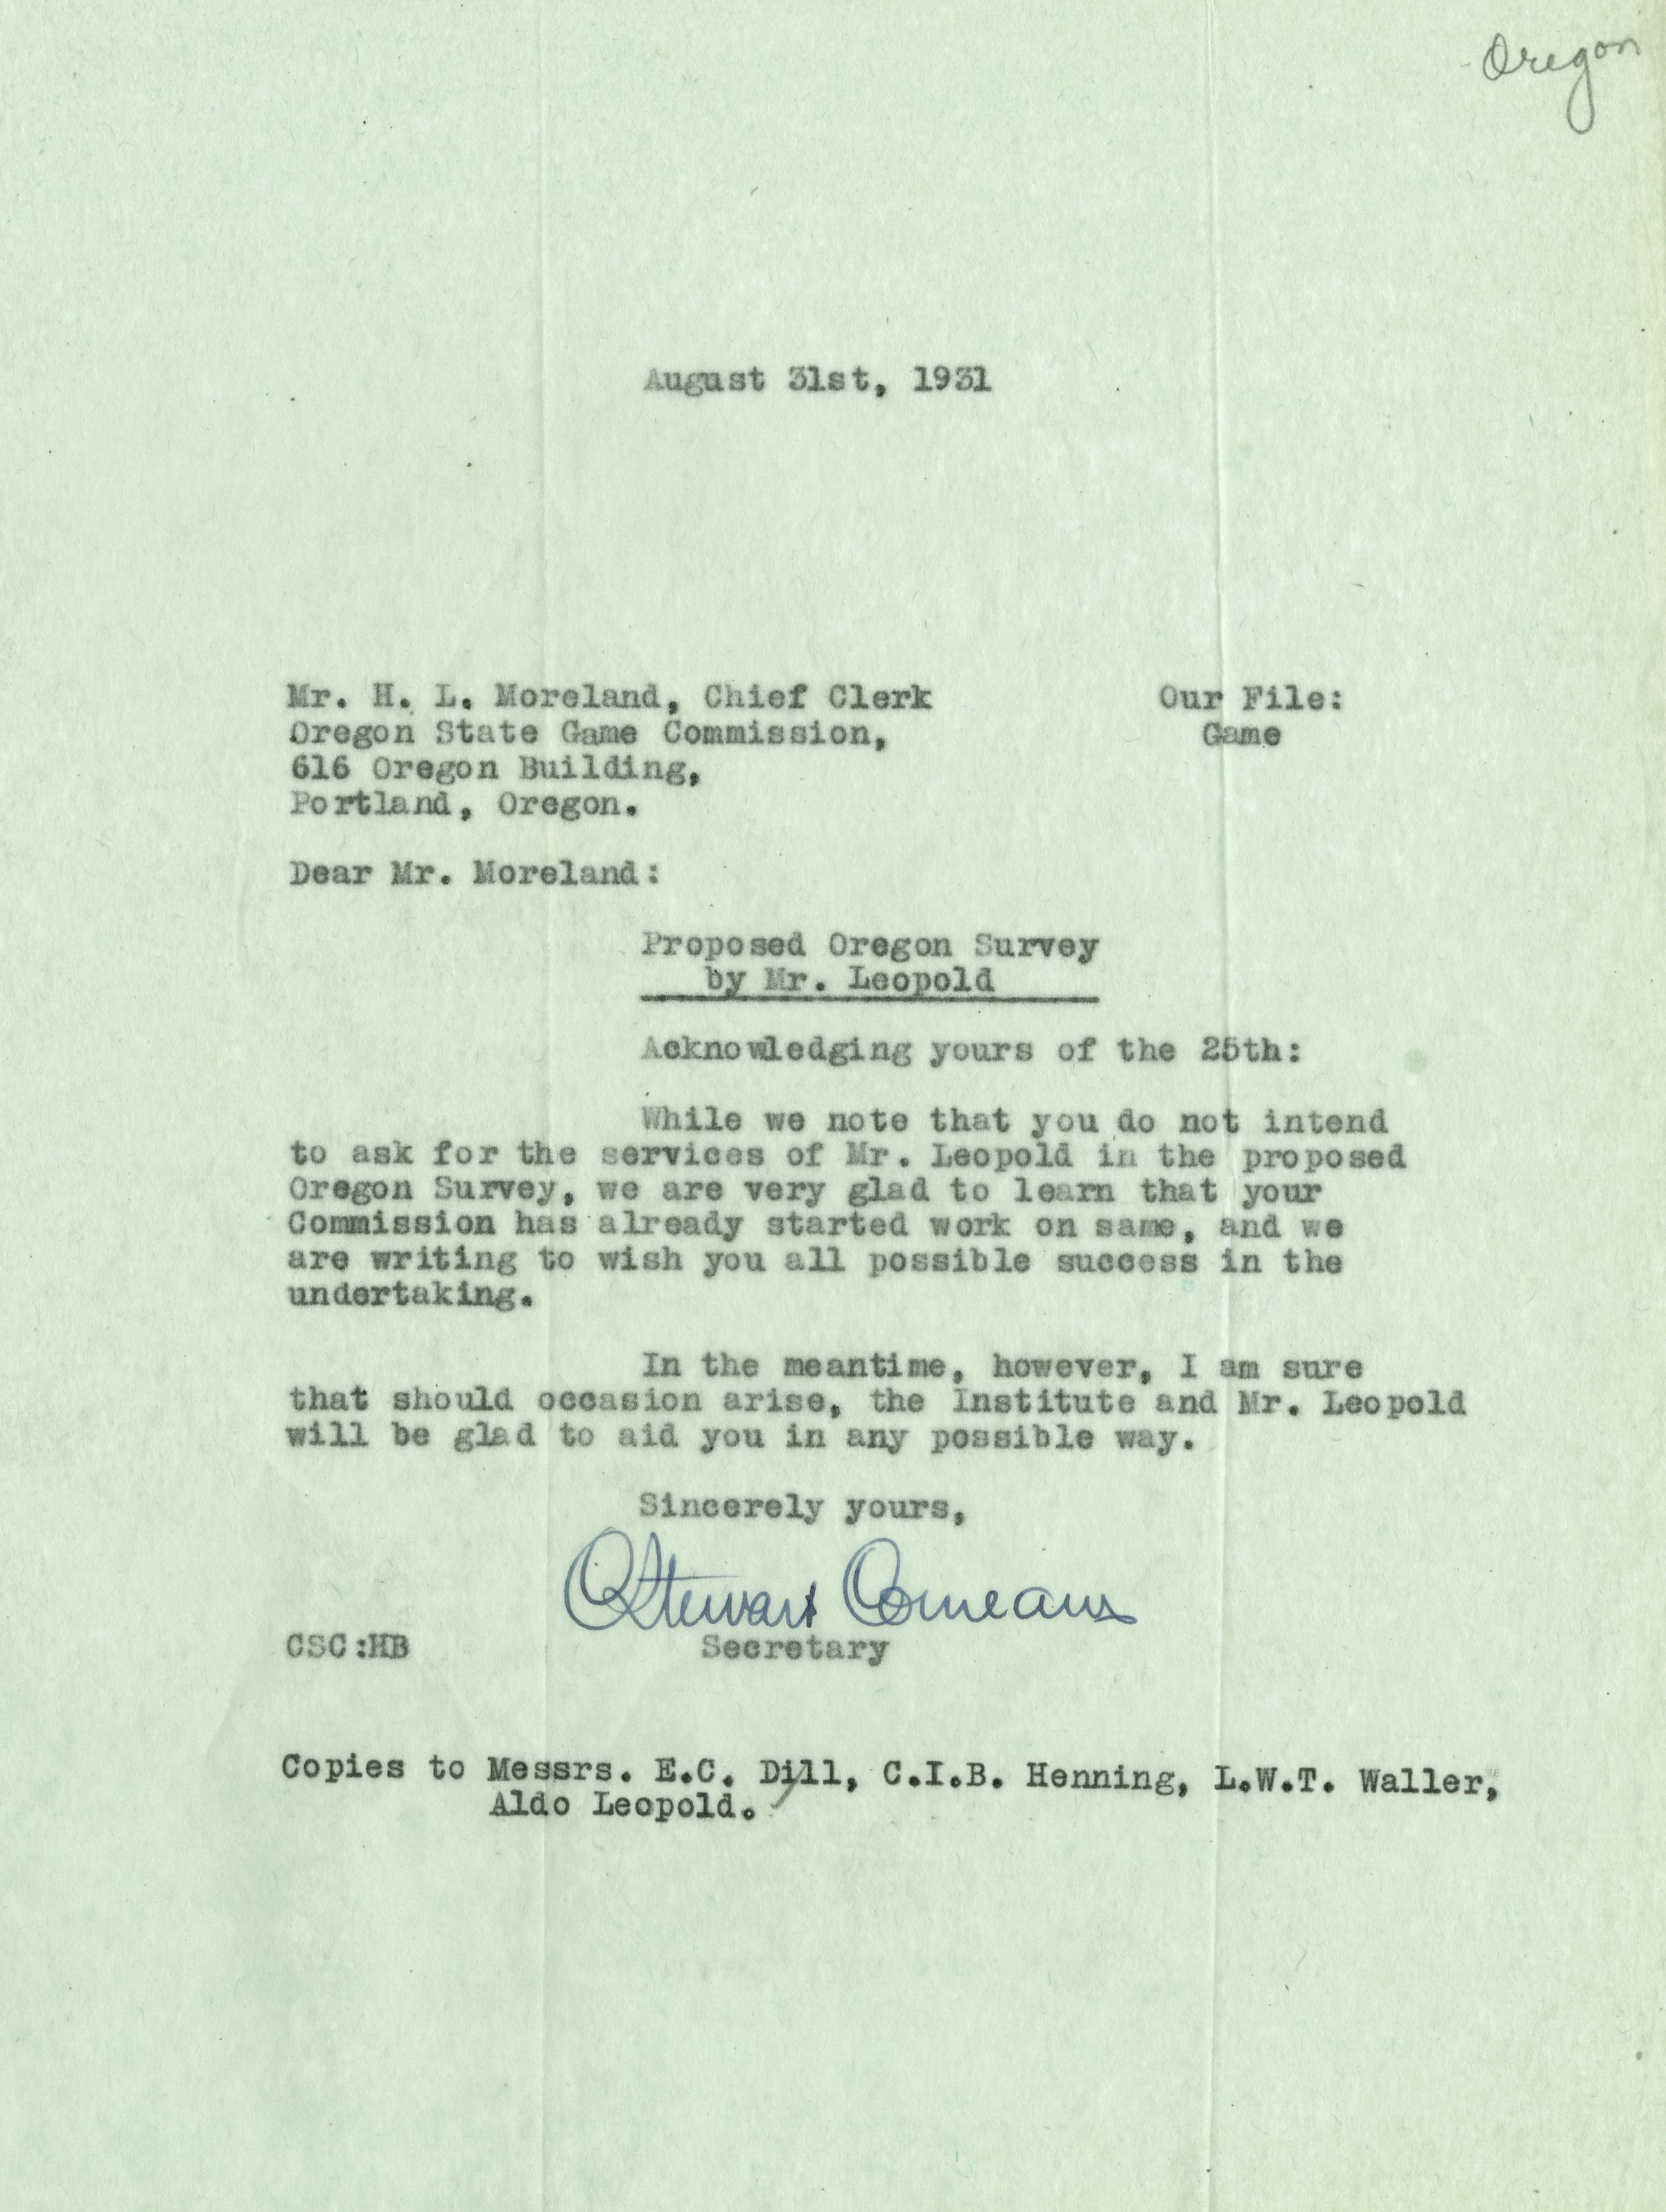 Oregon
August 31st, 1931
Mr. H. L. Moreland, Chief Clerk
Our File:
Oregon State Game Commission,
Game
616 Oregon Building,
Portland, Oregon.
Dear Mr. Moreland:
Proposed Oregon Survey
by Mr. Leopold
Acknowledging yours of the 25th:
While we note that you do not intend
to ask for the services of Mr. Leopold in the proposed
Oregon Survey, we are very glad to learn that your
Commission has already started work on same, and we
are writing to wish you all possible success in the
undertaking.
In the meantime, however, I am sure
that should occasion arise, the Institute and Mr. Leopold
will be glad to aid you in any possible way.
Sincerely yours,
C Stewart Comeaux
CSC:HB
Secretary
Copies to Messrs. E.C. Dill, C.I.B. Henning, L.W.T. Waller,
Aldo Leopold.